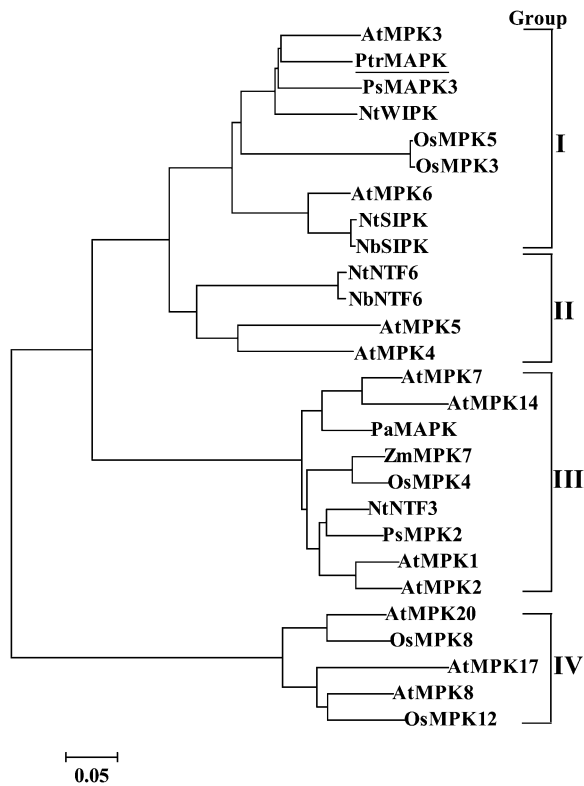 Group
AtMPK3
PtrMAPK
PsMAPK3
NtWIPK
OsMPK5
I
OsMPK3
AtMPK6
NtSIPK
NbSIPK
NtNTF6
NbNTF6
II
AtMPK5
AtMPK4
AtMPK7
AtMPK14
PaMAPK
ZmMPK7
OsMPK4
III
NtNTF3
PsMPK2
AtMPK1
AtMPK2
AtMPK20
OsMPK8
AtMPK17
IV
AtMPK8
OsMPK12
0.05